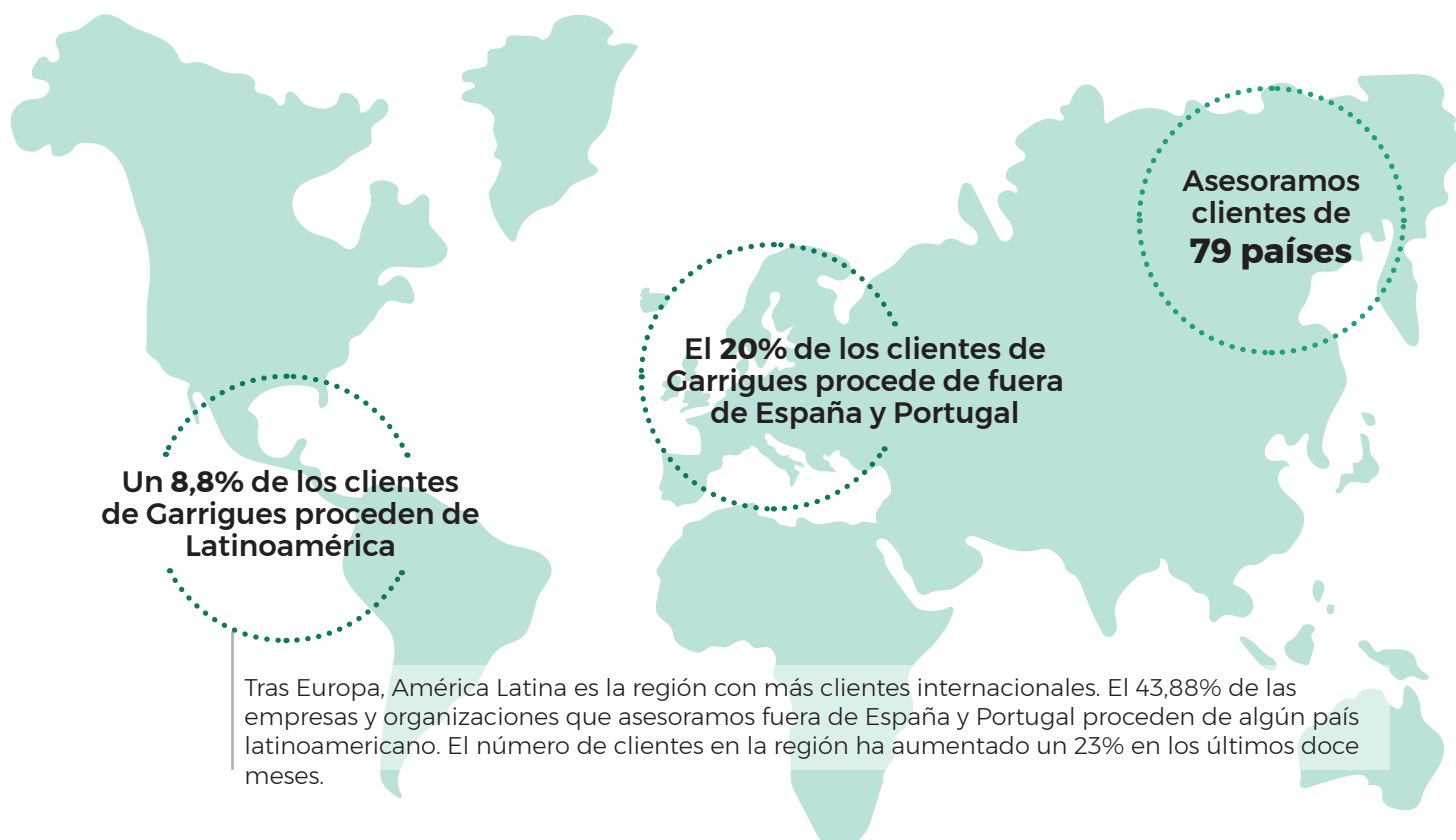 Asesoramos
clientes de
79 países
El 20% de los clientes de
Garrigues procede de fuera
de España y Portugal
Un 8,8% de los clientes
de Garrigues proceden de
Latinoamérica
Tras Europa, América Latina es la región con más clientes internacionales. El 43,88% de las
empresas y organizaciones que asesoramos fuera de España y Portugal proceden de algún país
latinoamericano. El número de clientes en la región ha aumentado un 23% en los últimos doce
meses.